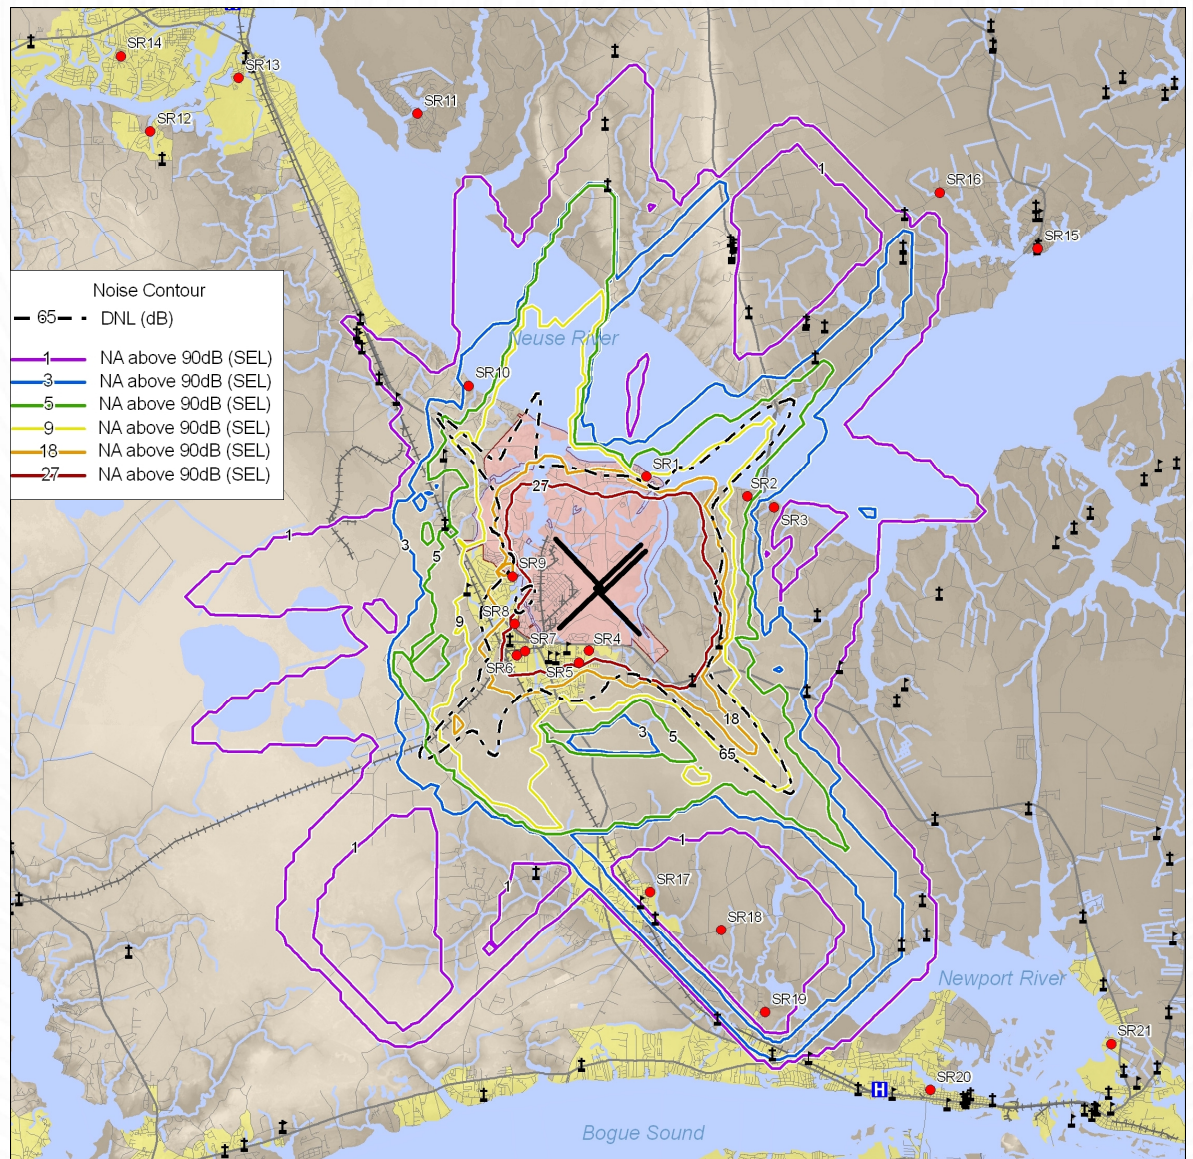 SR14
SR13
SR11
SR12
1
SR16
SR15
Noise Contour
65 DNL (dB)
1 NA above 90dB (SEL)
3 NA above 90dB (SEL)
5 NA above 90dB (SEL)
9 NA above 90dB (SEL)
18 NA above 90dB (SEL)
27 NA above 90dB (SEL)
Neuse River
SR10
SR1
27
SR2
SR3
1
3
5
SR9
9
SR8
SR7
SR4
SR6
SR5
18
3
5
65
1
1
1
SR17
SR18
Newport River
SR19
SR21
H
SR20
Bogue Sound